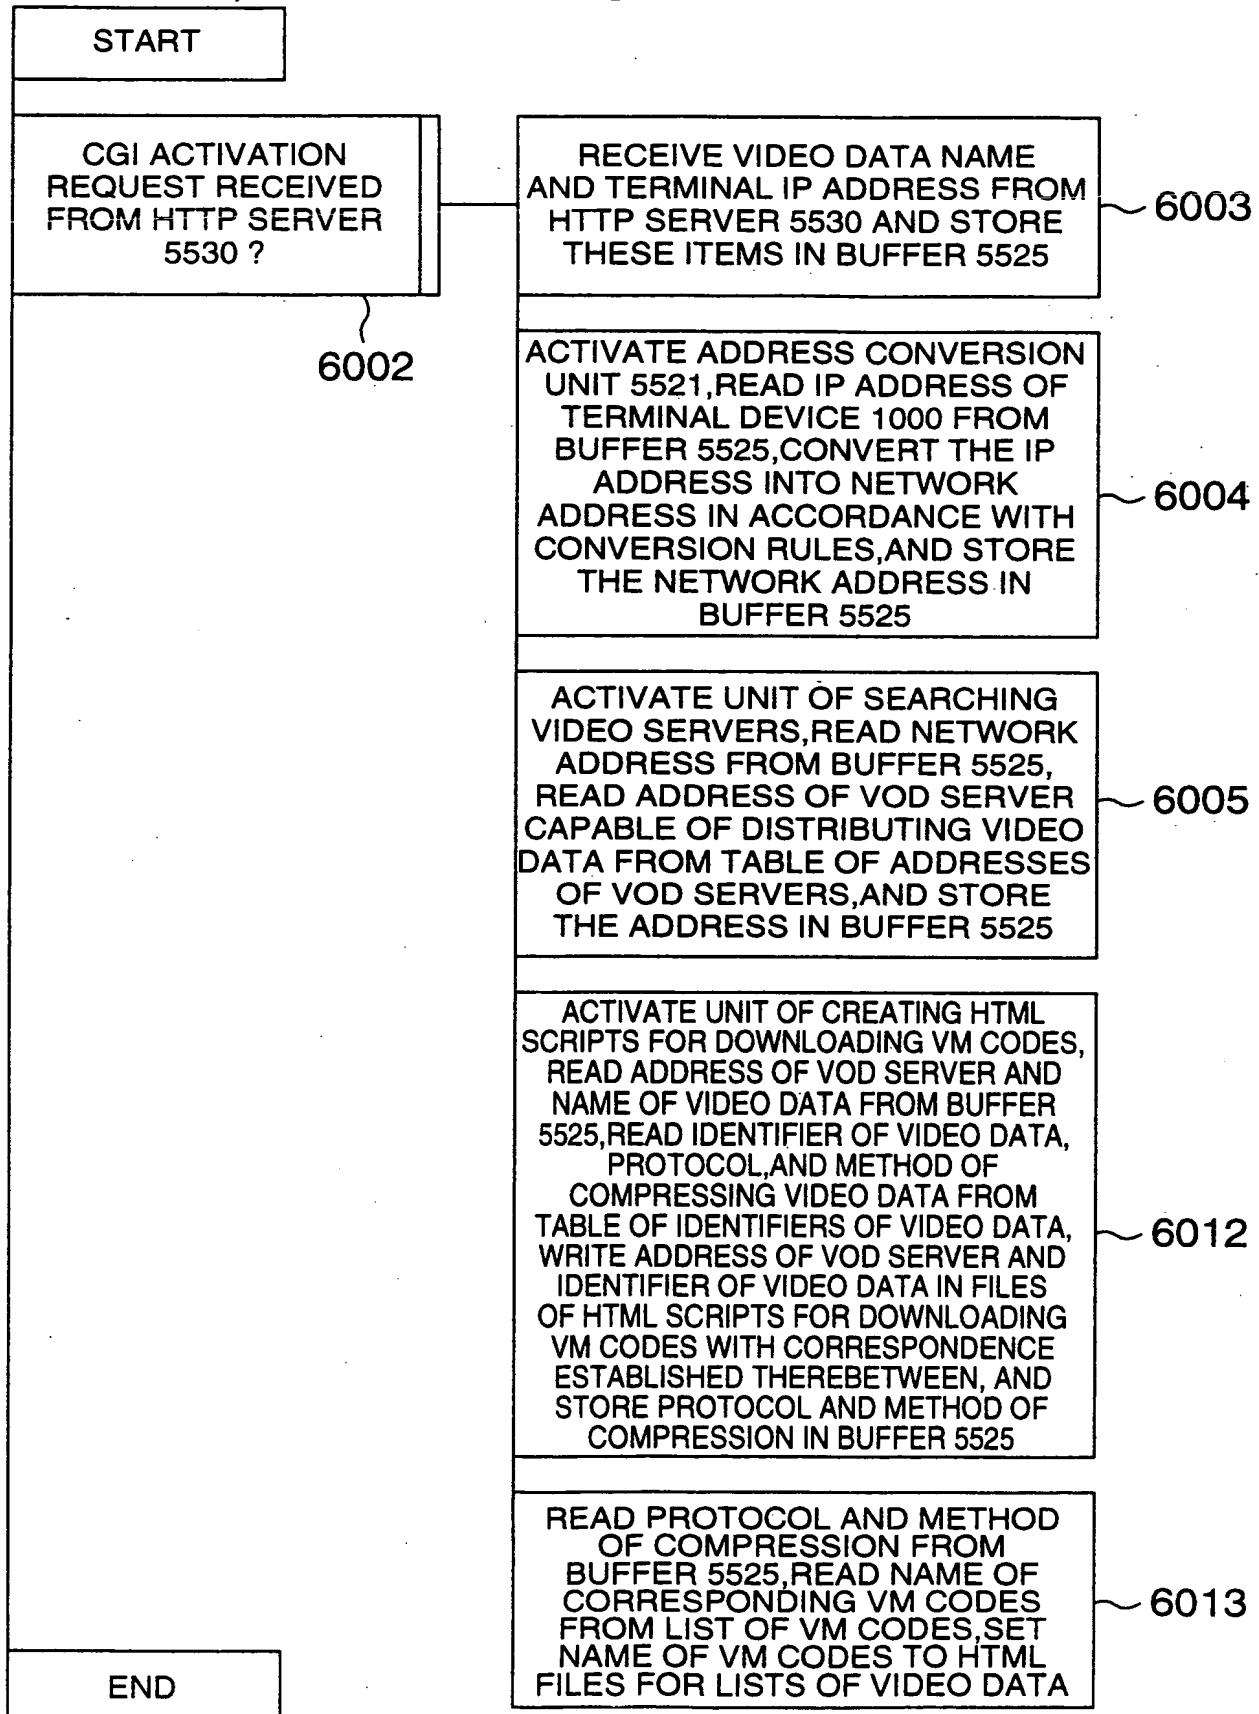 START
CGI ACTIVATION
REQUEST RECEIVED
FROM HTTP SERVER
5530 ?
6002
RECEIVE VIDEO DATA NAME
AND TERMINAL IP ADDRESS FROM
HTTP SERVER 5530 AND STORE
THESE ITEMS IN BUFFER 5525
6003
ACTIVATE ADDRESS CONVERSION
UNIT 5521,READ IP ADDRESS OF
TERMINAL DEVICE 1000 FROM
BUFFER 5525,CONVERT THE IP
ADDRESS INTO NETWORK
ADDRESS IN ACCORDANCE WITH
CONVERSION RULES,AND STORE
THE NETWORK ADDRESS IN
BUFFER 5525
6004
ACTIVATE UNIT OF SEARCHING
VIDEO SERVERS,READ NETWORK
ADDRESS FROM BUFFER 5525,
READ ADDRESS OF VOD SERVER
CAPABLE OF DISTRIBUTING VIDEO
DATA FROM TABLE OF ADDRESSES
OF VOD SERVERS,AND STORE
THE ADDRESS IN BUFFER 5525
6005
ACTIVATE UNIT OF CREATING HTML
SCRIPTS FOR DOWNLOADING VM CODES,
READ ADDRESS OF VOD SERVER AND
NAME OF VIDEO DATA FROM BUFFER
5525,READ IDENTIFIER OF VIDEO DATA,
PROTOCOL,AND METHOD OF
COMPRESSING VIDEO DATA FROM
TABLE OF IDENTIFIERS OF VIDEO DATA,
WRITE ADDRESS OF VOD SERVER AND
IDENTIFIER OF VIDEO DATA IN FILES
OF HTML SCRIPTS FOR DOWNLOADING
VM CODES WITH CORRESPONDENCE
ESTABLISHED THEREBETWEEN, AND
STORE PROTOCOL AND METHOD OF
COMPRESSION IN BUFFER 5525
6012
READ PROTOCOL AND METHOD
OF COMPRESSION FROM
BUFFER 5525,READ NAME OF
CORRESPONDING VM CODES
FROM LIST OF VM CODES,SET
NAME OF VM CODES TO HTML
FILES FOR LISTS OF VIDEO DATA
6013
END